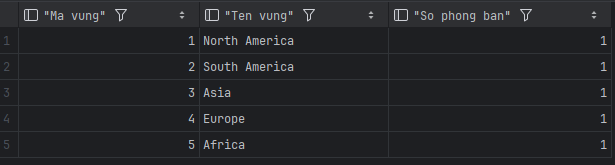 "Ma vung" "Ten vung" "So phong ban"
1 1 North America 1
2 2 South America 1
3 3 Asia 1
4 4 Europe 1
5 5 Africa 1